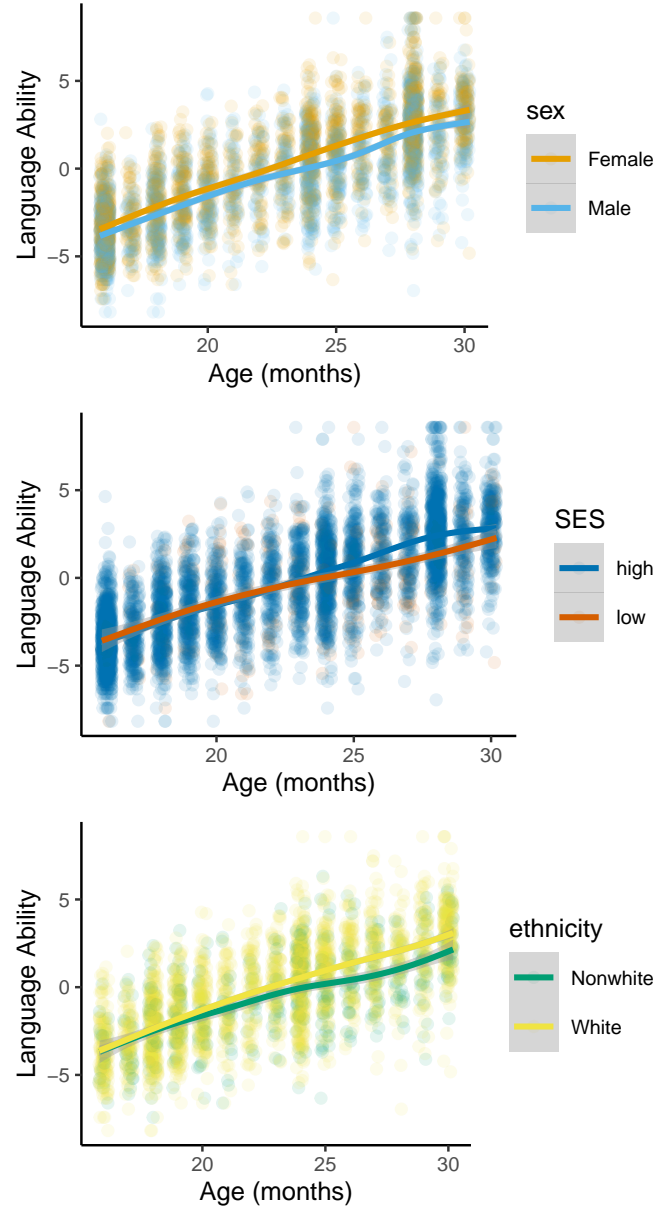 5
0
−5
Language Ability
20
25
30
Age (months)
sex
Female
Male
5
0
−5
Language Ability
20
25
30
Age (months)
SES
high
low
5
0
−5
Language Ability
20
25
30
Age (months)
ethnicity
Nonwhite
White